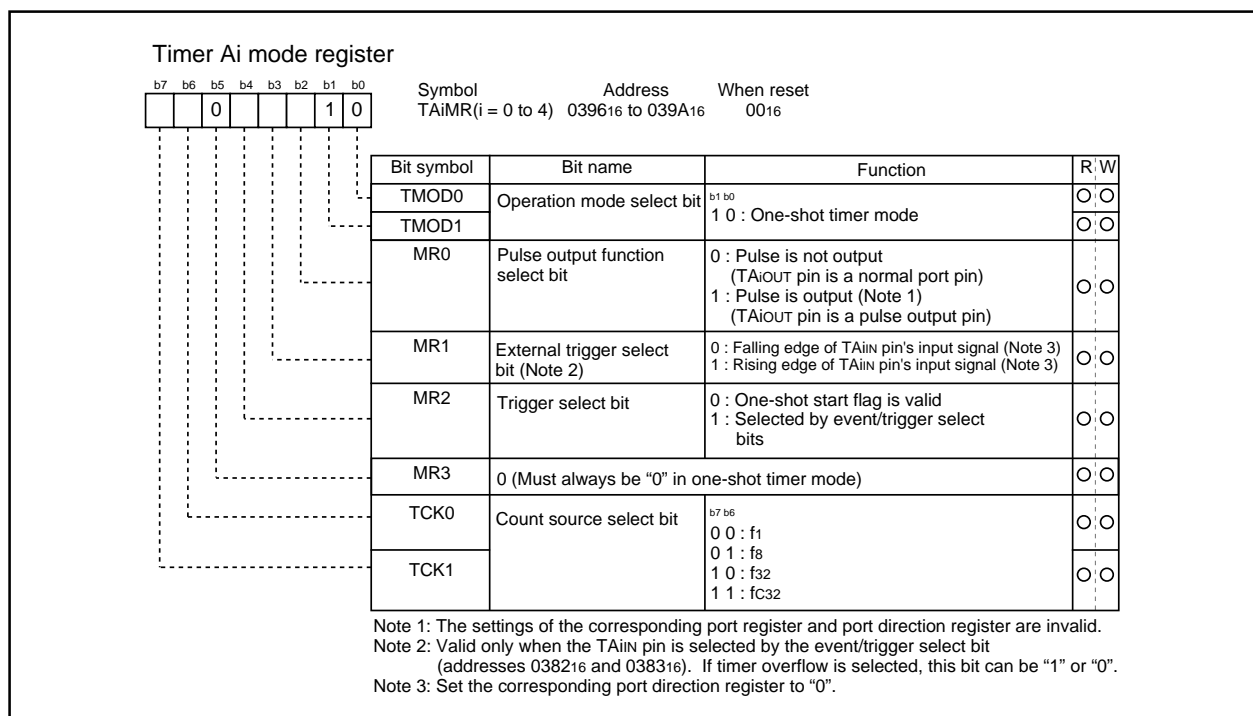 Timer Ai mode register
b7 b6 b5 b4 b3 b2 b1 b0
0 1 0
Symbol Address When reset
TAiMR(i = 0 to 4) 039616 to 039A16 0016
Bit symbol Bit name Function R W
TMOD0 Operation mode select bit b1 b0
1 0 : One-shot timer mode
TMOD1
MR0 Pulse output function select bit
0 : Pulse is not output
(TAiOUT pin is a normal port pin)
1 : Pulse is output (Note 1)
(TAiOUT pin is a pulse output pin)
MR1 External trigger select bit (Note 2)
0 : Falling edge of TAiIN pin's input signal (Note 3)
1 : Rising edge of TAiIN pin's input signal (Note 3)
MR2 Trigger select bit
0 : One-shot start flag is valid
1 : Selected by event/trigger select
bits
MR3 0 (Must always be “0” in one-shot timer mode)
TCK0 Count source select bit
b7 b6
0 0 : f1
0 1 : f8
TCK1
1 0 : f32
1 1 : fC32
Note 1: The settings of the corresponding port register and port direction register are invalid.
Note 2: Valid only when the TAiIN pin is selected by the event/trigger select bit
(addresses 038216 and 038316). If timer overflow is selected, this bit can be “1” or “0”.
Note 3: Set the corresponding port direction register to “0”.